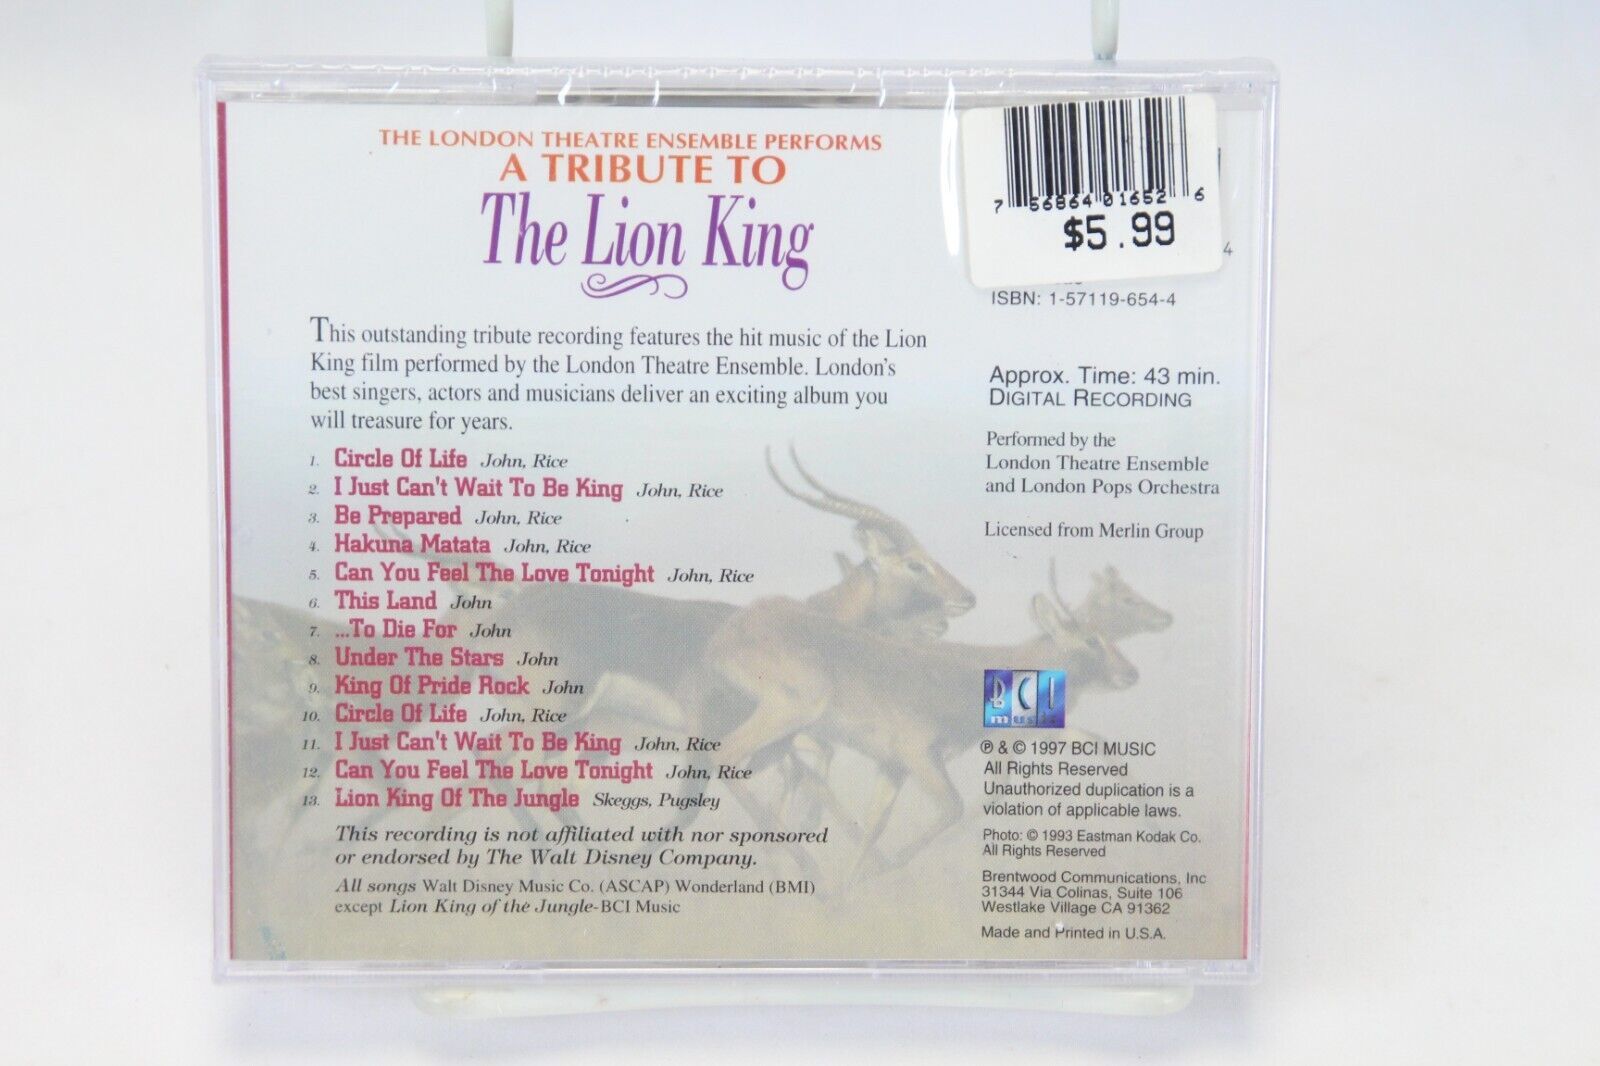 THE LONDON THEATRE ENSEMBLE PERFORMS
A TRIBUTE TO
The Lion King
7 56864 01652 6
$5.99
4
ISBN: 1-57119-654-4
This outstanding tribute recording features the hit music of the Lion
King film performed by the London Theatre Ensemble. London's
best singers, actors and musicians deliver an exciting album you
will treasure for years.
1. Circle Of Life John, Rice
2. I Just Can't Wait To Be King John, Rice
3. Be Prepared John, Rice
4. Hakuna Matata John, Rice
5. Can You Feel The Love Tonight John, Rice
6. This Land John
7. ...To Die For John
8. Under The Stars John
9. King Of Pride Rock John
10. Circle Of Life John, Rice
11. I Just Can't Wait To Be King John, Rice
12. Can You Feel The Love Tonight John, Rice
13. Lion King Of The Jungle Skeggs, Pugsley
This recording is not affiliated with nor sponsored
or endorsed by The Walt Disney Company.
All songs Walt Disney Music Co. (ASCAP) Wonderland (BMI)
except Lion King of the Jungle-BCI Music
Approx. Time: 43 min.
DIGITAL RECORDING
Performed by the
London Theatre Ensemble
and London Pops Orchestra
Licensed from Merlin Group
BCI
music
℗ & © 1997 BCI MUSIC
All Rights Reserved
Unauthorized duplication is a
violation of applicable laws.
Photo: © 1993 Eastman Kodak Co.
All Rights Reserved
Brentwood Communications, Inc
31344 Via Colinas, Suite 106
Westlake Village CA 91362
Made and Printed in U.S.A.